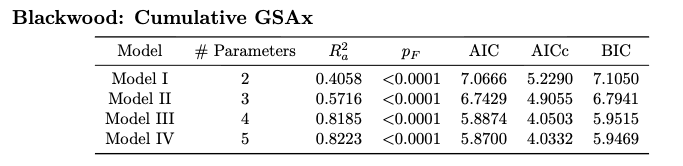 Blackwood: Cumulative GSAx
Model # Parameters R²ₐ p_F AIC AICc BIC
Model I 2 0.4058 <0.0001 7.0666 5.2290 7.1050
Model II 3 0.5716 <0.0001 6.7429 4.9055 6.7941
Model III 4 0.8185 <0.0001 5.8874 4.0503 5.9515
Model IV 5 0.8223 <0.0001 5.8700 4.0332 5.9469